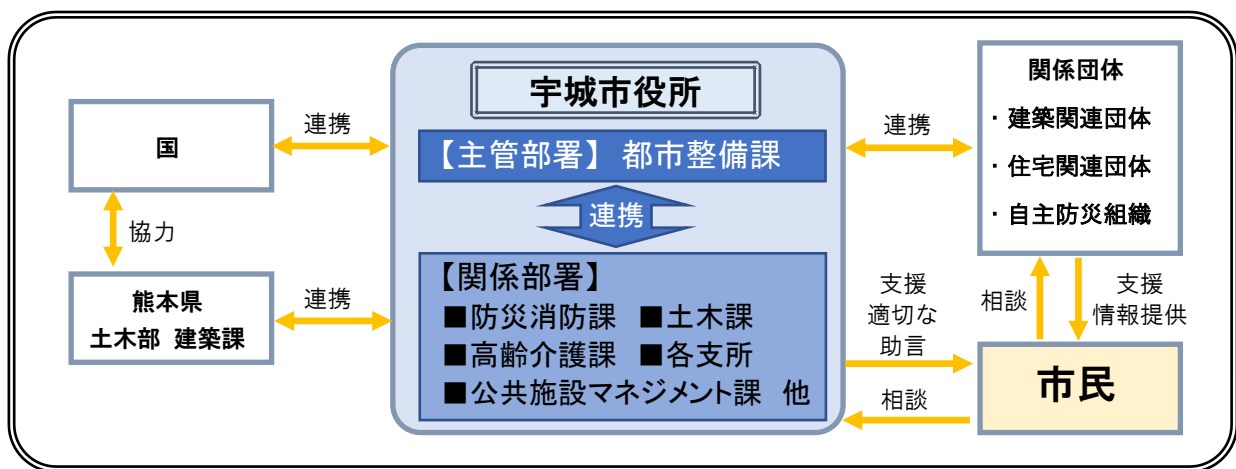 国
連携
協力
熊本県
土木部 建築課
連携
宇城市役所
【主管部署】 都市整備課
連携
【関係部署】
■防災消防課 ■土木課
■高齢介護課 ■各支所
■公共施設マネジメント課 他
連携
関係団体
・建築関連団体
・住宅関連団体
・自主防災組織
支援
適切な
助言
相談
相談
支援
情報提供
市民